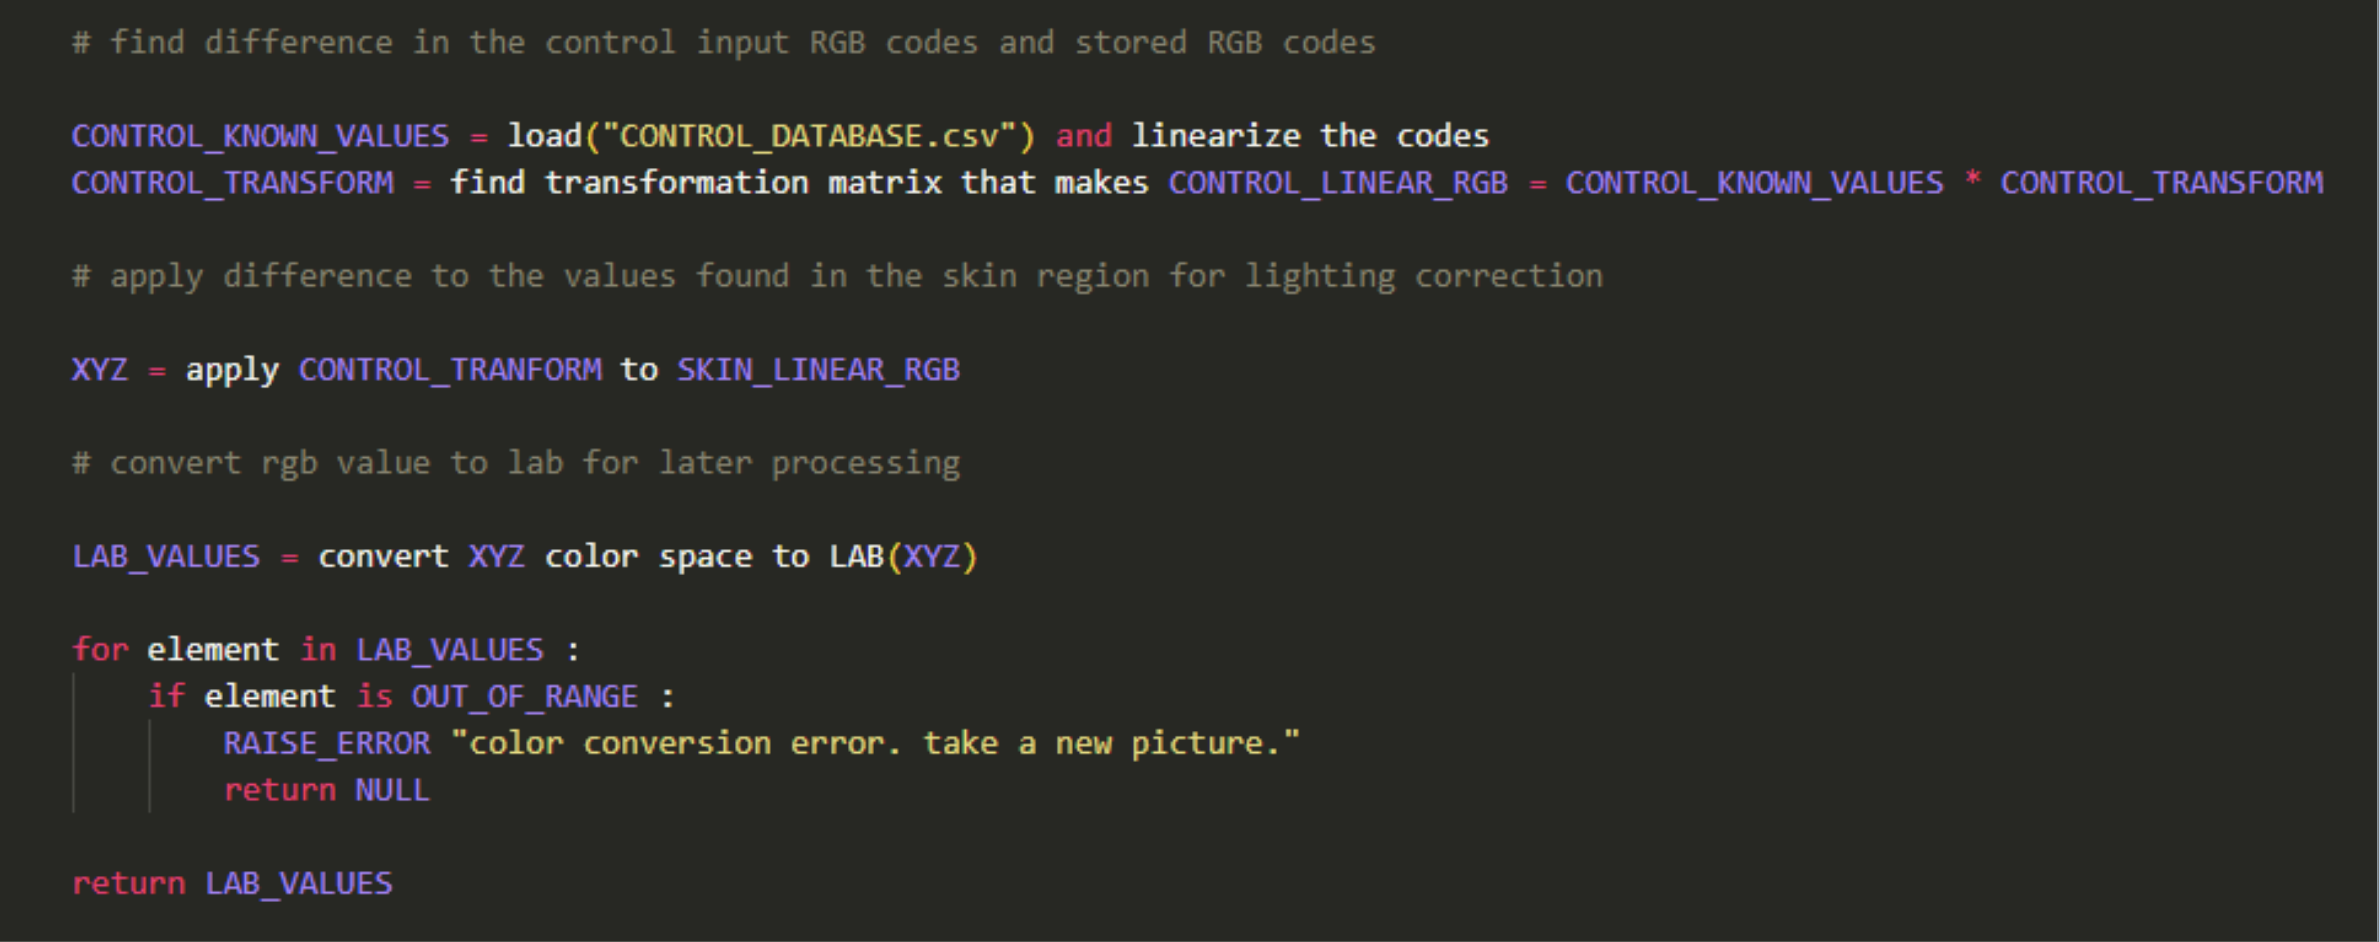 # find difference in the control input RGB codes and stored RGB codes
CONTROL_KNOWN_VALUES = load("CONTROL_DATABASE.csv") and linearize the codes
CONTROL_TRANSFORM = find transformation matrix that makes CONTROL_LINEAR_RGB = CONTROL_KNOWN_VALUES * CONTROL_TRANSFORM
# apply difference to the values found in the skin region for lighting correction
XYZ = apply CONTROL_TRANFORM to SKIN_LINEAR_RGB
# convert rgb value to lab for later processing
LAB_VALUES = convert XYZ color space to LAB(XYZ)
for element in LAB_VALUES :
    if element is OUT_OF_RANGE :
        RAISE_ERROR "color conversion error. take a new picture."
        return NULL
return LAB_VALUES